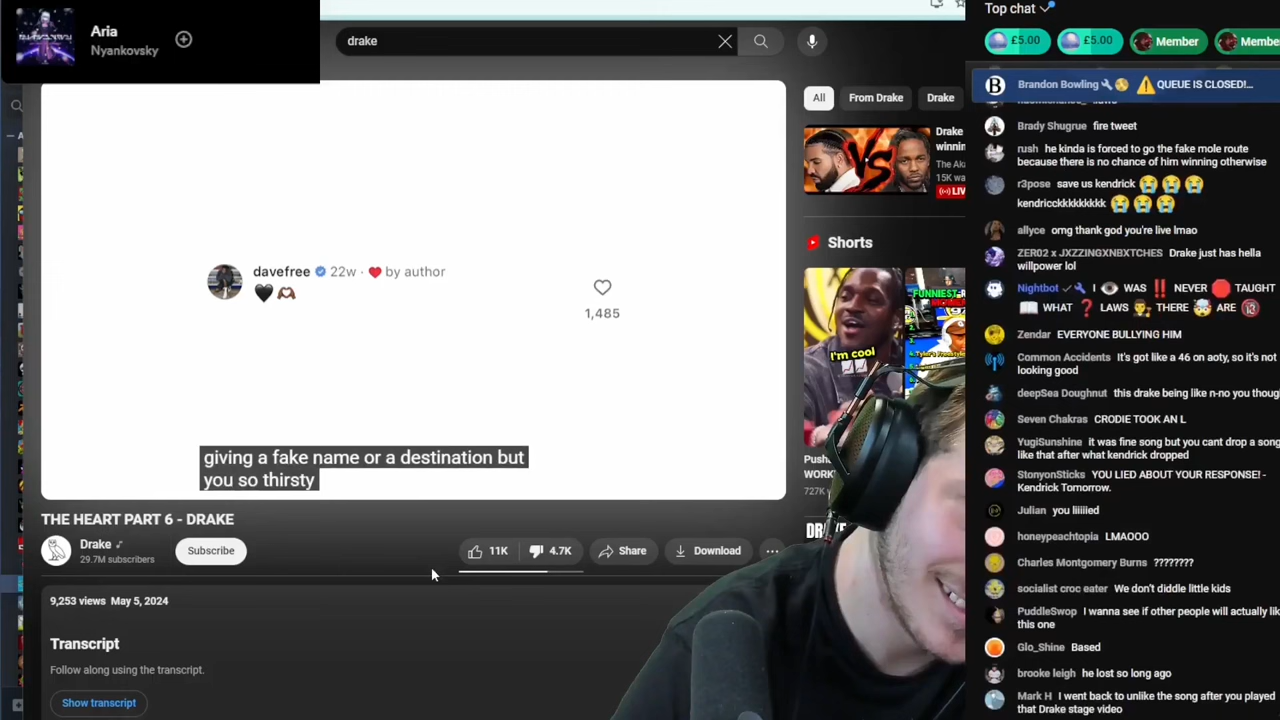 Aria
Nyankovsky
drake
giving a fake name or a destination but
you so thirsty
davefree 22w · ❤️ by author
🖤 🫶🏾
1,485
THE HEART PART 6 - DRAKE
Drake
29.7M subscribers
Subscribe
11K
4.7K
Share
Download
...
9,253 views May 5, 2024
Transcript
Follow along using the transcript.
Show transcript
All
From Drake
Drake
VS
Drake
winnin
The Aka
15K wa
LIVE
Shorts
FUNNIEST
I'm cool
Push
WORK
727K
DRAKE
Top chat
£5.00
£5.00
Member
Membe
Brandon Bowling 🔧 ⚠️ QUEUE IS CLOSED!...
Brady Shugrue fire tweet
rush he kinda is forced to go the fake mole route
because there is no chance of him winning otherwise
r3pose save us kendrick 😭 😭 😭
kendricckkkkkkkkk 😭 😭 😭
allyce omg thank god you're live lmao
ZER02 x JXZZINGXNBXTCHES Drake just has hella
willpower lol
Nightbot ✓ 🔧 I 👁️ WAS ‼️ NEVER 🛑 TAUGHT
📖 WHAT ❓ LAWS 👨‍⚖️ THERE 🤯 ARE 🔞
Zendar EVERYONE BULLYING HIM
Common Accidents It's got like a 46 on aoty, so it's not
looking good
deepSea Doughnut this drake being like n-no you thoug
Seven Chakras CRODIE TOOK AN L
YugiSunshine it was fine song but you cant drop a song
like that after what kendrick dropped
StonyonSticks YOU LIED ABOUT YOUR RESPONSE! -
Kendrick Tomorrow.
Julian you liiiiied
honeypeachtopia LMAOOO
Charles Montgomery Burns ????????
socialist croc eater We don't diddle little kids
PuddleSwop I wanna see if other people will actually lik
this one
Glo_Shine Based
brooke leigh he lost so long ago
Mark H I went back to unlike the song after you played
that Drake stage video